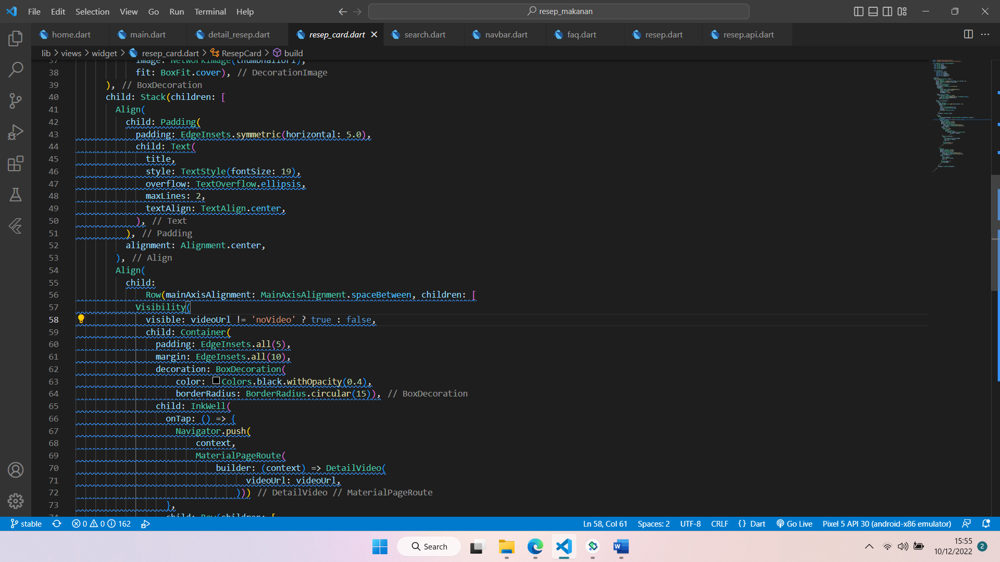 File Edit Selection View Go Run Terminal Help
resep_makanan
home.dart main.dart detail_resep.dart resep_card.dart search.dart navbar.dart faq.dart resep.dart resep.api.dart
lib > views > widget > resep_card.dart > ResepCard > build
37 image: NetworkImage(thumbnailUrl),
38 fit: BoxFit.cover), // DecorationImage
39 ), // BoxDecoration
40 child: Stack(children: [
41 Align(
42 child: Padding(
43 padding: EdgeInsets.symmetric(horizontal: 5.0),
44 child: Text(
45 title,
46 style: TextStyle(fontSize: 19),
47 overflow: TextOverflow.ellipsis,
48 maxLines: 2,
49 textAlign: TextAlign.center,
50 ), // Text
51 ), // Padding
52 alignment: Alignment.center,
53 ), // Align
54 Align(
55 child:
56 Row(mainAxisAlignment: MainAxisAlignment.spaceBetween, children: [
57 Visibility(
58 visible: videoUrl != 'noVideo' ? true : false,
59 child: Container(
60 padding: EdgeInsets.all(5),
61 margin: EdgeInsets.all(10),
62 decoration: BoxDecoration(
63 color: Colors.black.withOpacity(0.4),
64 borderRadius: BorderRadius.circular(15)), // BoxDecoration
65 child: InkWell(
66 onTap: () => {
67 Navigator.push(
68 context,
69 MaterialPageRoute(
70 builder: (context) => DetailVideo(
71 videoUrl: videoUrl,
72 ))) // DetailVideo // MaterialPageRoute
73 },
74 child: Row(children: [
stable 0 0 162 Ln 58, Col 61 Spaces: 2 UTF-8 CRLF {} Dart Go Live Pixel 5 API 30 (android-x86 emulator)
Search
15:55
10/12/2022 2